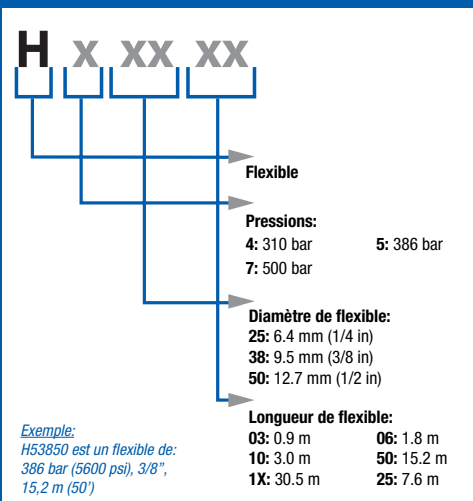 H x xx xx
Flexible
Pressions:
4: 310 bar 5: 386 bar
7: 500 bar
Diamètre de flexible:
25: 6.4 mm (1/4 in)
38: 9.5 mm (3/8 in)
50: 12.7 mm (1/2 in)
Longueur de flexible:
03: 0.9 m 06: 1.8 m
10: 3.0 m 50: 15.2 m
1X: 30.5 m 25: 7.6 m
Exemple:
H53850 est un flexible de:
386 bar (5600 psi), 3/8”,
15,2 m (50’)